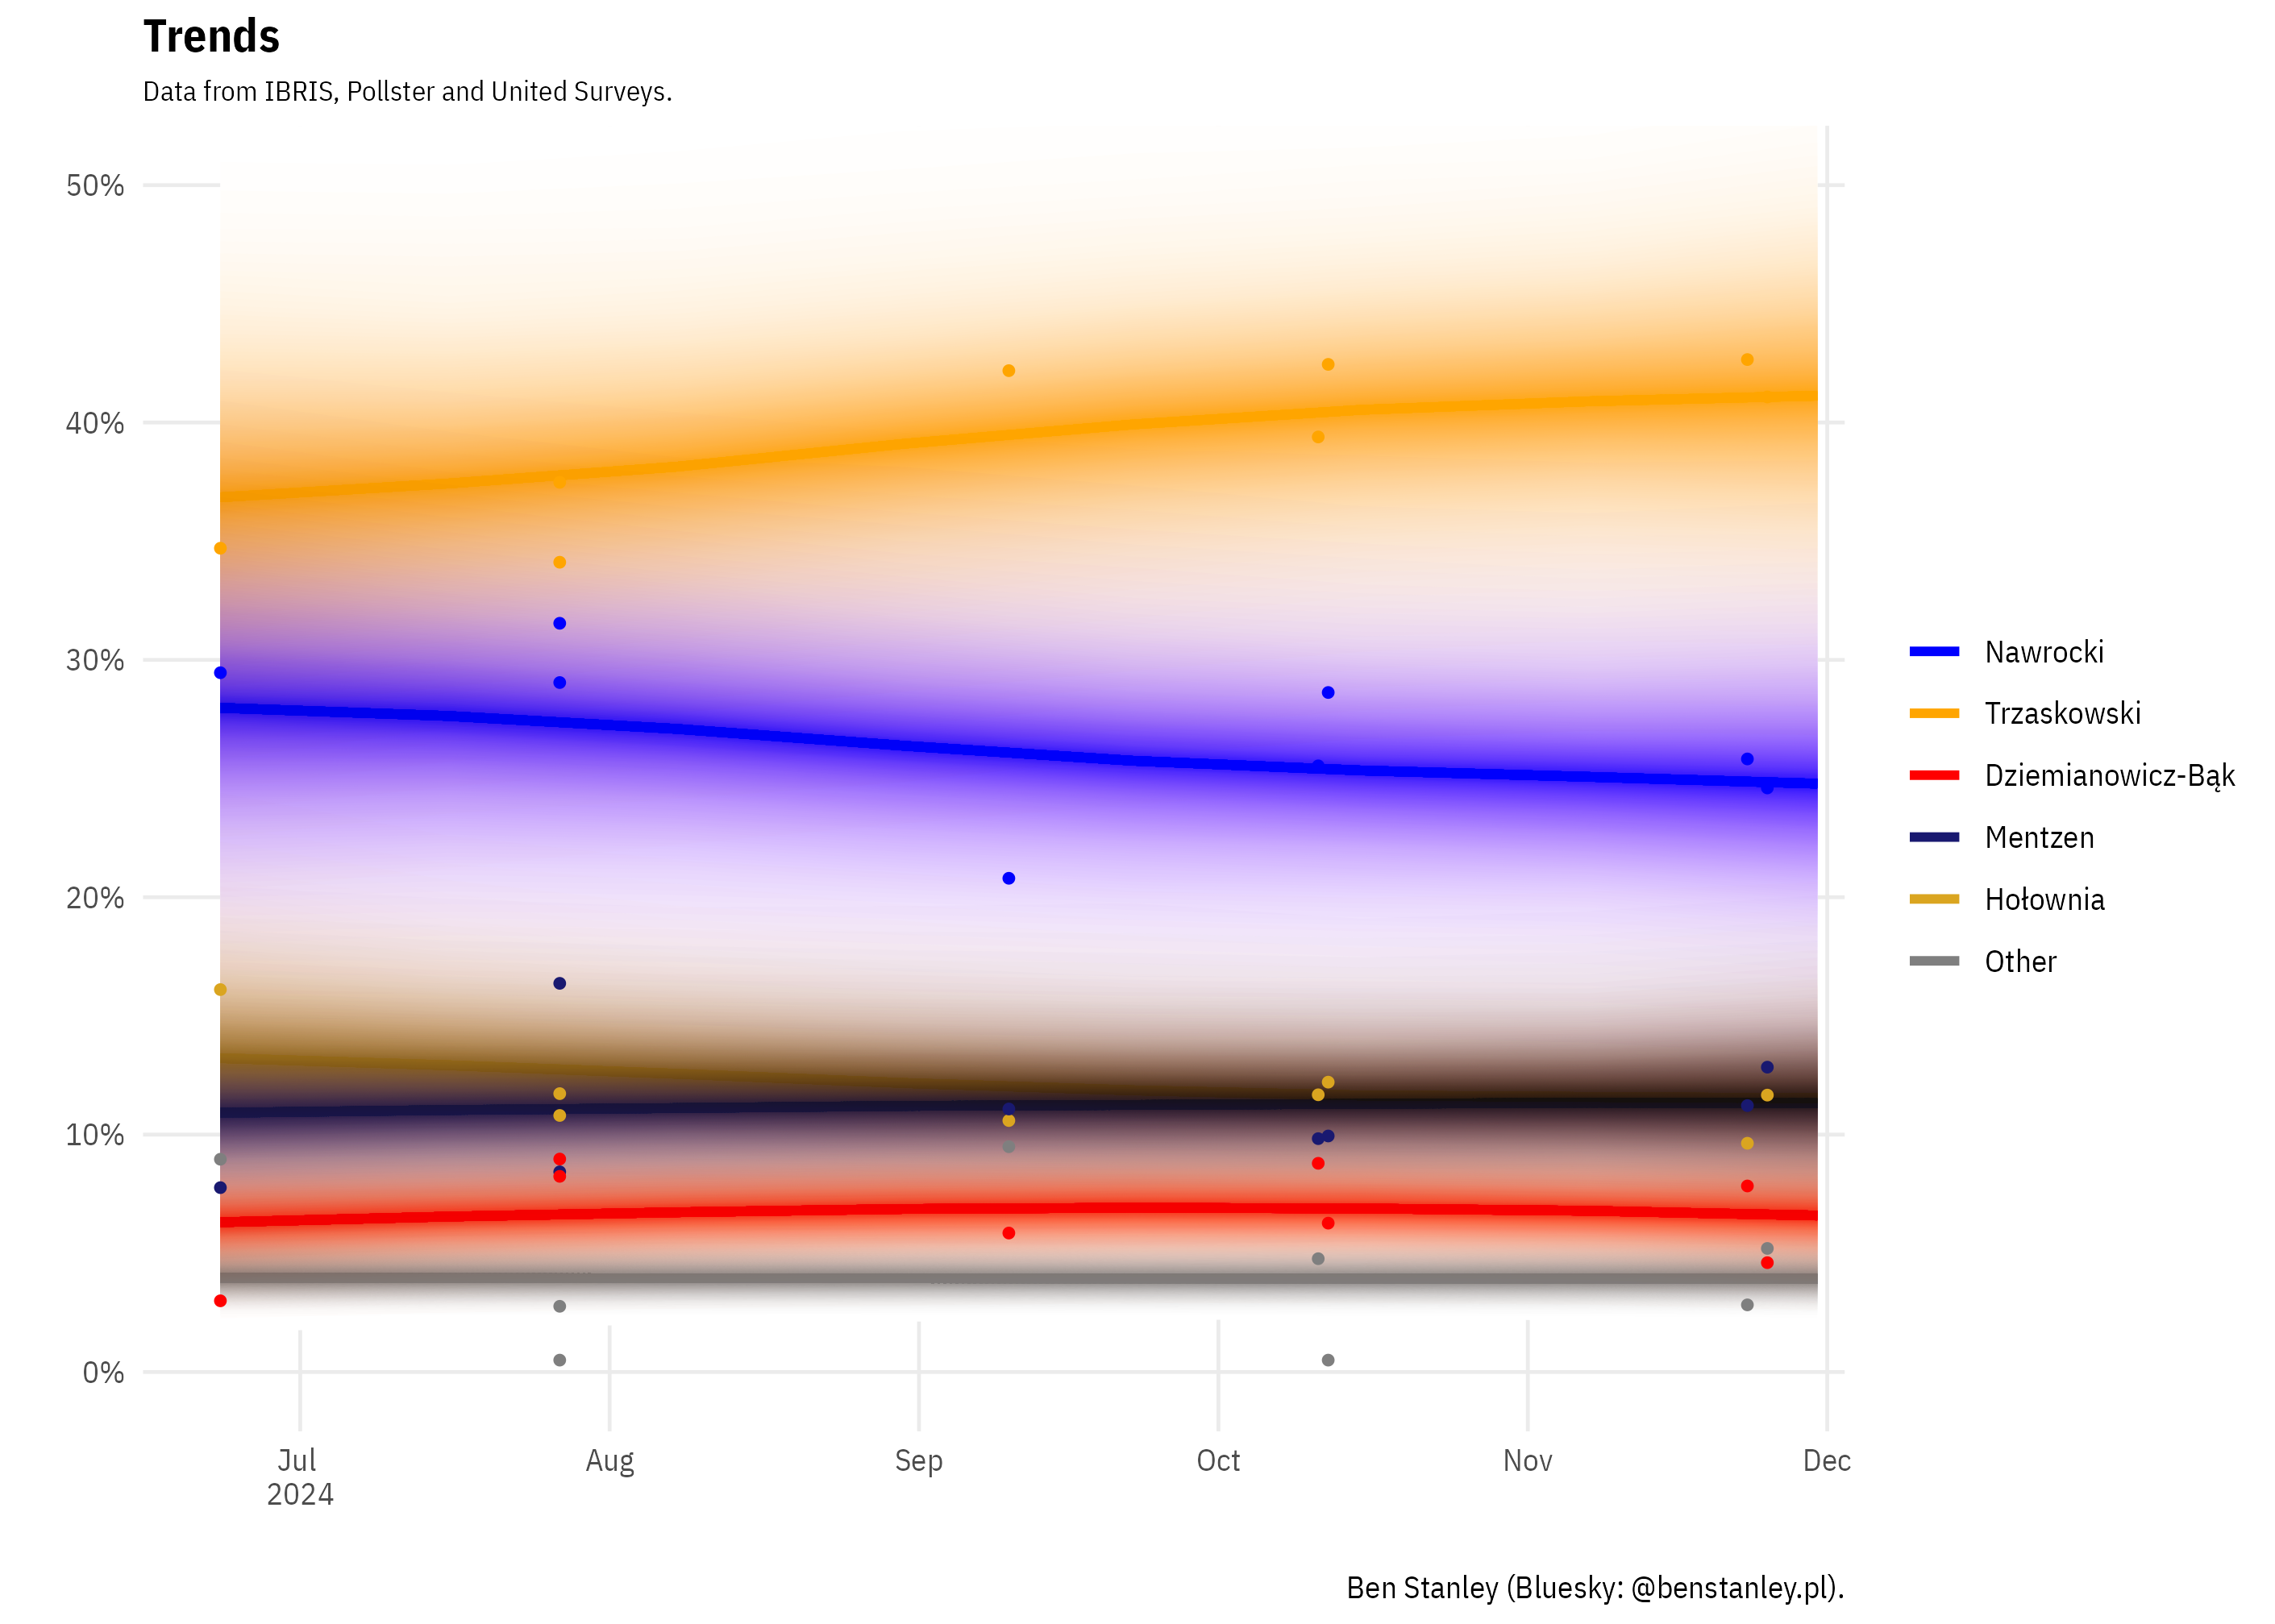 Trends
Data from IBRIS, Pollster and United Surveys.
50%
40%
30%
20%
10%
0%
Jul
2024
Aug
Sep
Oct
Nov
Dec
Nawrocki
Trzaskowski
Dziemianowicz-Bąk
Mentzen
Hołownia
Other
Ben Stanley (Bluesky: @benstanley.pl).